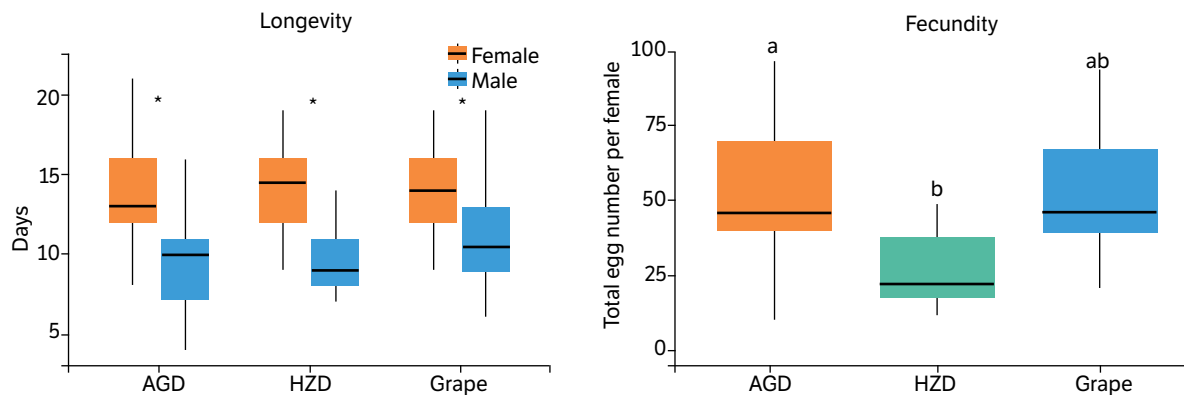 Longevity
Days
20
15
10
5
Female
Male
*
*
*
AGD
HZD
Grape
Fecundity
Total egg number per female
100
75
50
25
0
a
b
ab
AGD
HZD
Grape